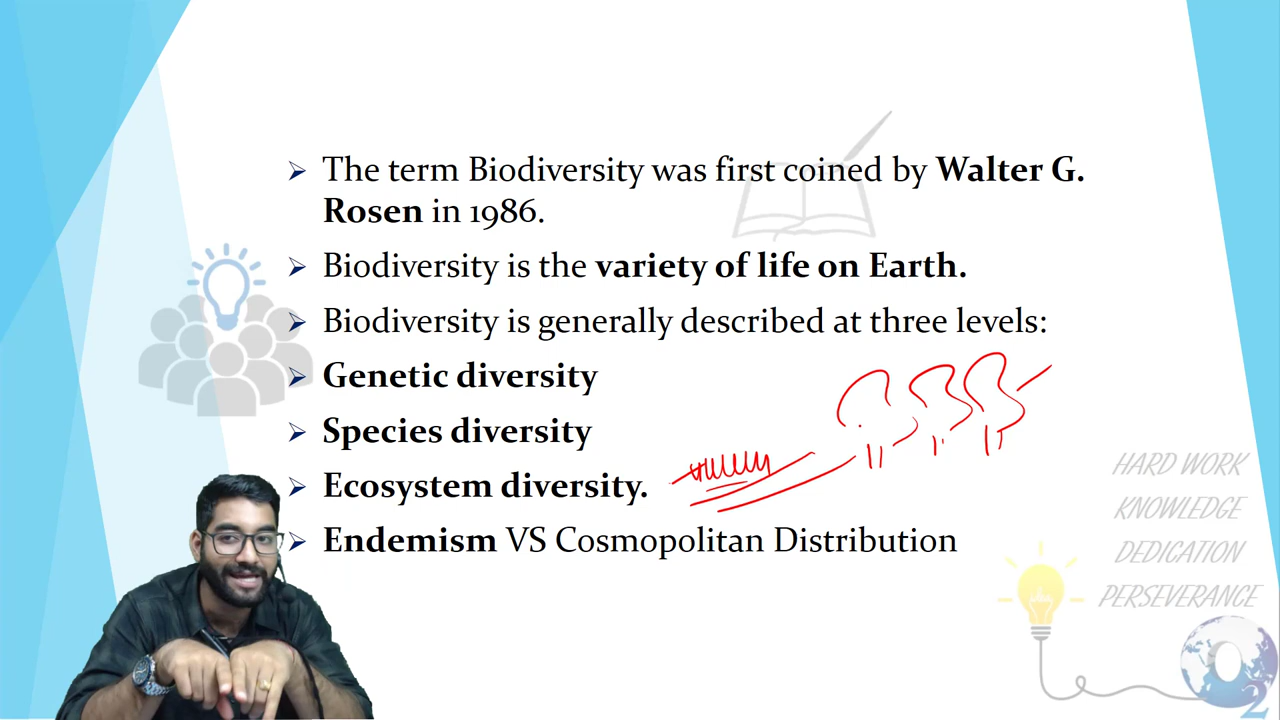 The term Biodiversity was first coined by Walter G.
Rosen in 1986.
Biodiversity is the variety of life on Earth.
Biodiversity is generally described at three levels:
Genetic diversity
Species diversity
Ecosystem diversity.
Endemism VS Cosmopolitan Distribution
HARD WORK
KNOWLEDGE
DEDICATION
PERSEVERANCE
O2